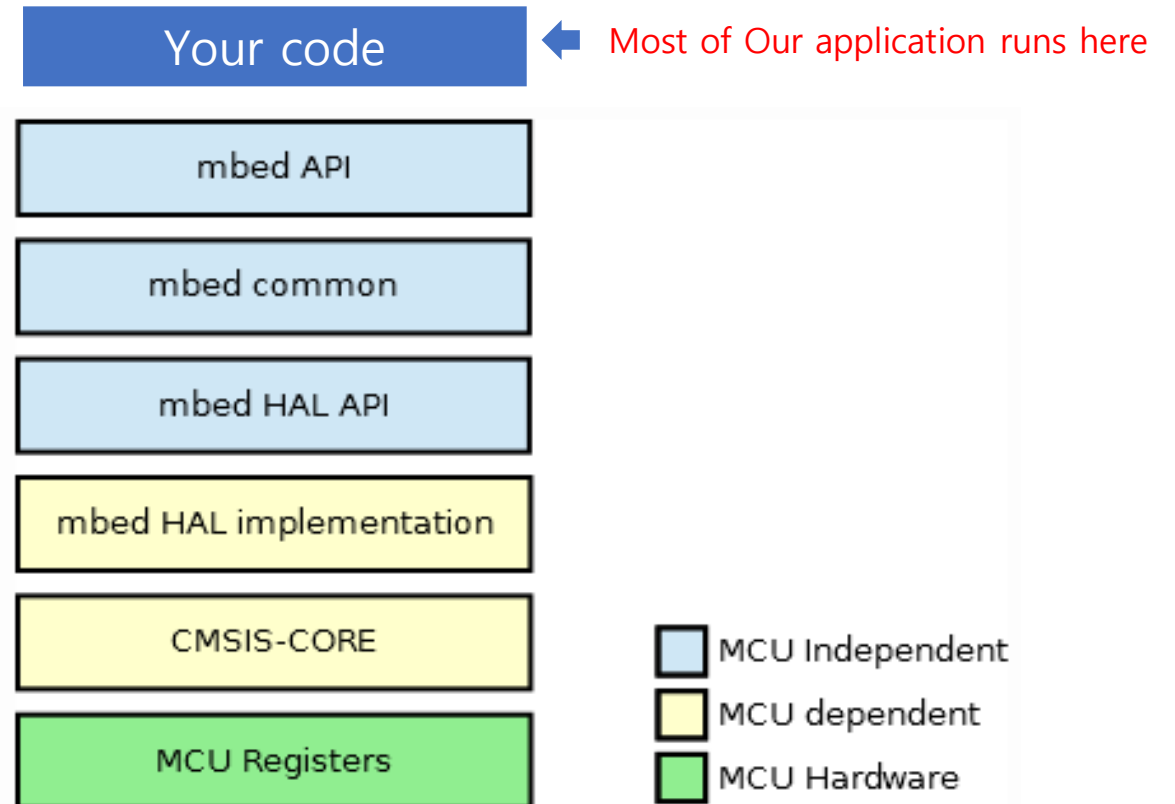 Your code
Most of Our application runs here
mbed API
mbed common
mbed HAL API
mbed HAL implementation
CMSIS-CORE
MCU Registers
MCU Independent
MCU dependent
MCU Hardware